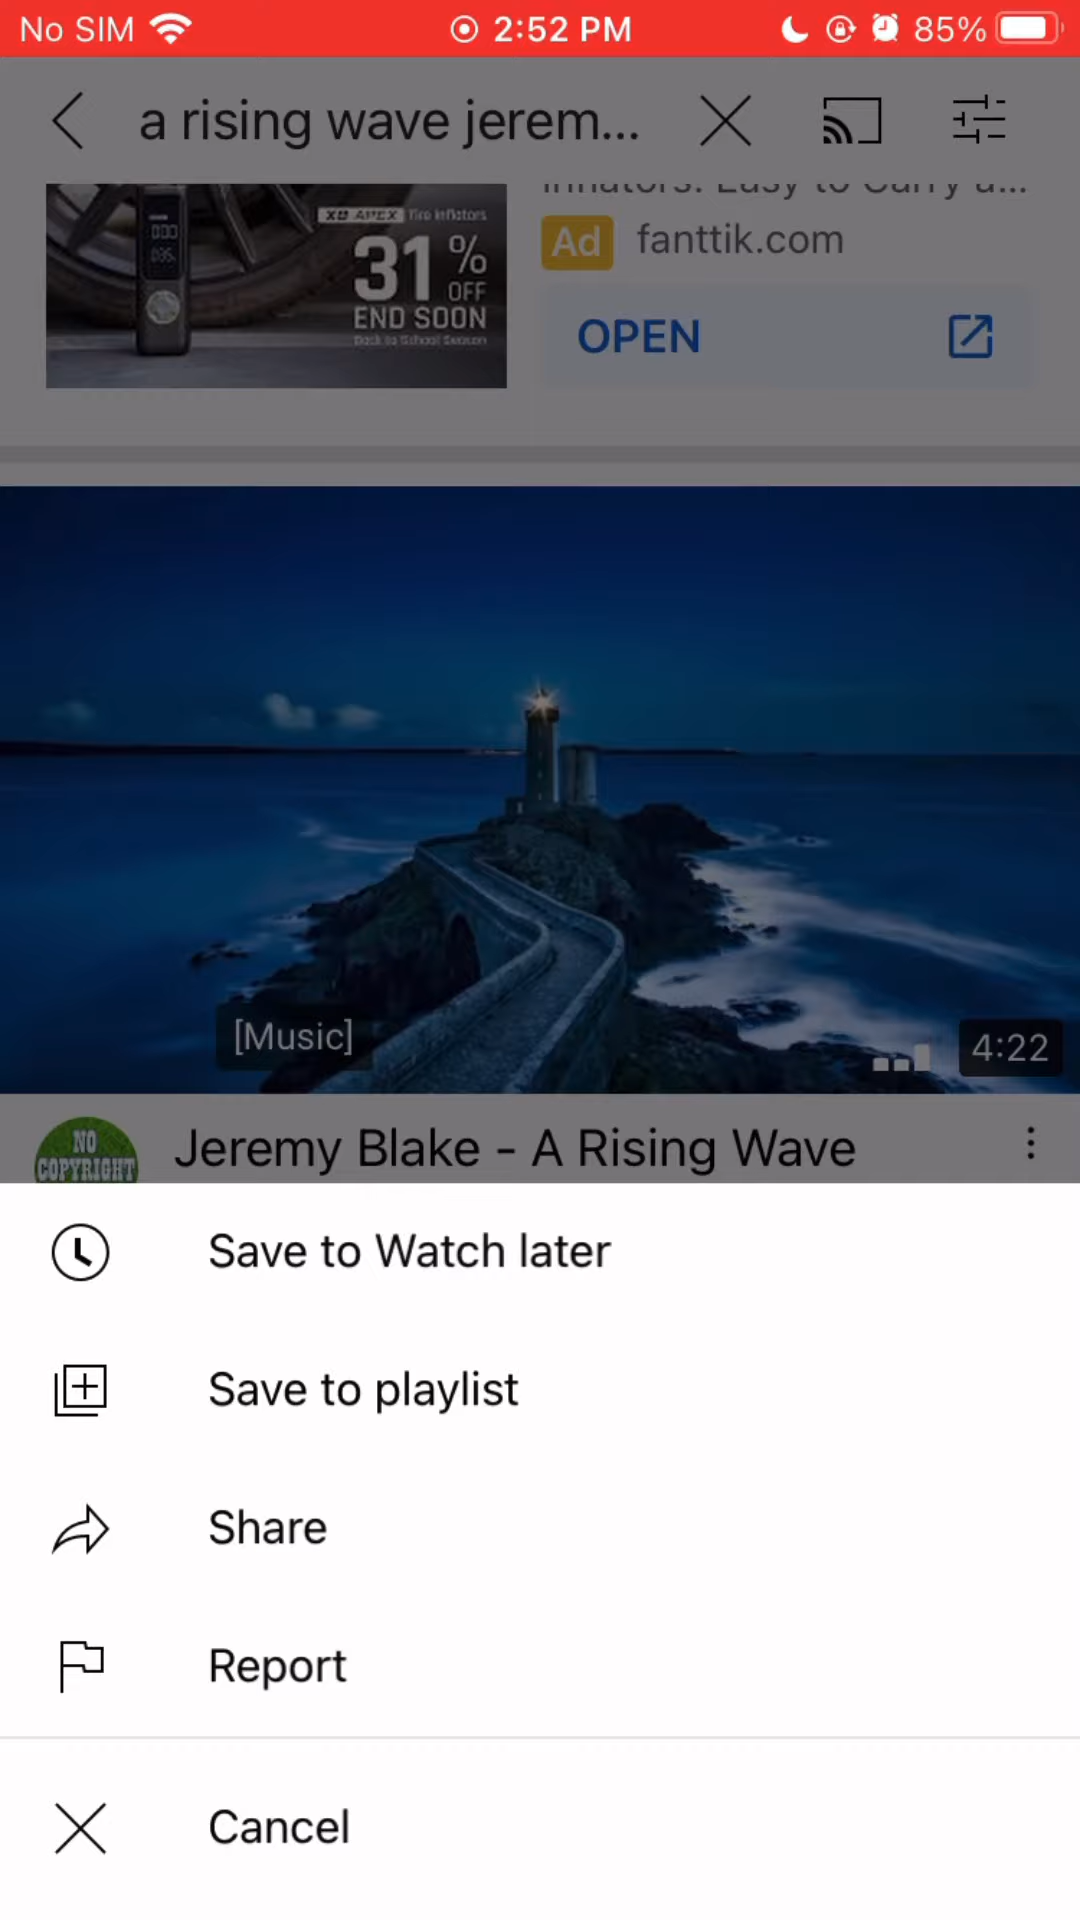 No SIM 2:52 PM 85%
a rising wave jerem...
Inflators: Easy to Carry a...
XB APEX Tire Inflators
31% OFF
END SOON
Back to School Season
Ad fanttik.com
OPEN
[Music]
4:22
NO COPYRIGHT
Jeremy Blake - A Rising Wave
Save to Watch later
Save to playlist
Share
Report
Cancel